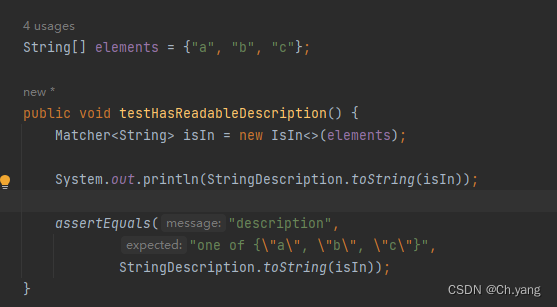 4 usages
String[] elements = {"a", "b", "c"};
new *
public void testHasReadableDescription() {
Matcher<String> isIn = new IsIn<>(elements);
System.out.println(StringDescription.toString(isIn));
assertEquals( message: "description",
expected: "one of {\"a\", \"b\", \"c\"}",
StringDescription.toString(isIn));
}
CSDN @Ch.yang